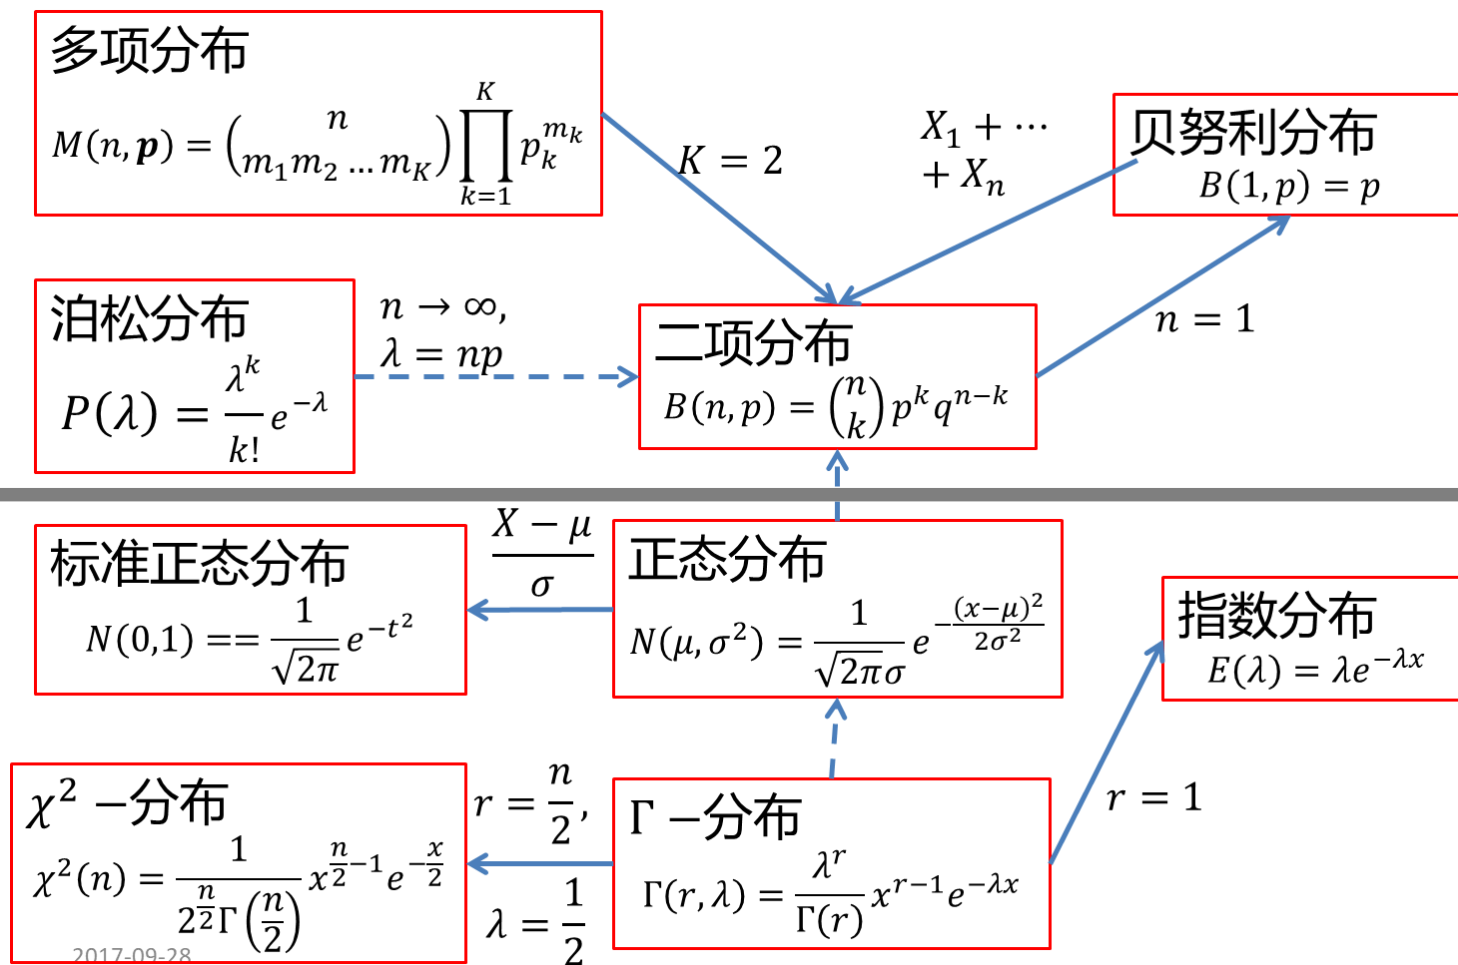 多项分布
M(n, p) = (n m₁m₂ … m_K) ∏_{k=1}^{K} p_k^{m_k}
K = 2
X₁ + ⋯
+ Xₙ
贝努利分布
B(1, p) = p
泊松分布
P(λ) = λ^k/k! e^{−λ}
n → ∞,
λ = np
二项分布
B(n, p) = (n k) p^k q^{n−k}
n = 1
标准正态分布
N(0,1) == 1/√(2π) e^{−t²}
(X − μ)/σ
正态分布
N(μ, σ²) = 1/(√(2π)σ) e^{−(x−μ)²/(2σ²)}
指数分布
E(λ) = λe^{−λx}
χ² −分布
χ²(n) = 1/(2^{n/2} Γ(n/2)) x^{n/2−1} e^{−x/2}
r = n/2,
λ = 1/2
Γ −分布
Γ(r, λ) = λ^r/Γ(r) x^{r−1} e^{−λx}
r = 1
2017-09-28